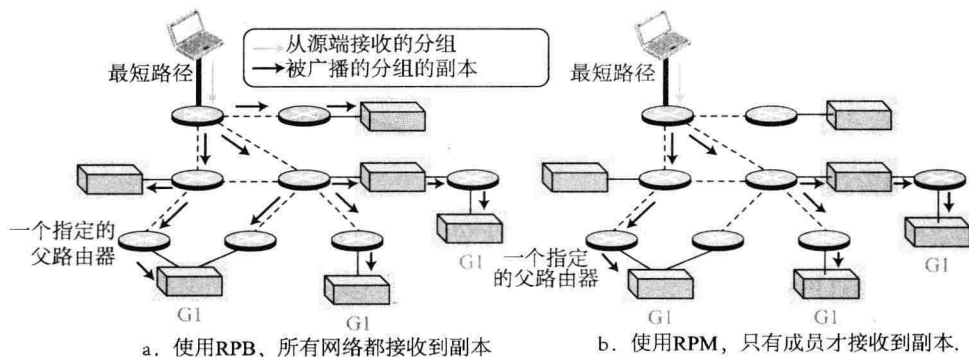 最短路径
从源端接收的分组
被广播的分组的副本
一个指定的
父路由器
G1
G1
G1
a. 使用RPB，所有网络都接收到副本
最短路径
一个指定
的父路由器
G1
G1
G1
b. 使用RPM，只有成员才接收到副本.